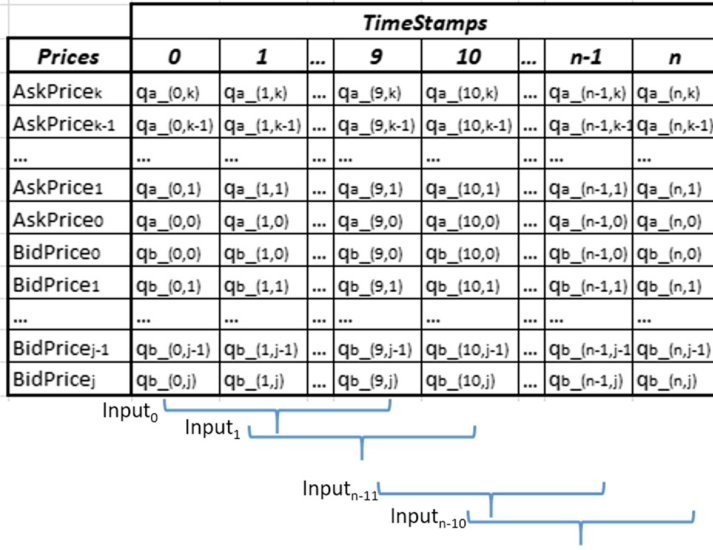 TimeStamps
Prices 0 1 ... 9 10 ... n-1 n
AskPricek qa_(0,k) qa_(1,k) ... qa_(9,k) qa_(10,k) ... qa_(n-1,k) qa_(n,k)
AskPricek-1 qa_(0,k-1) qa_(1,k-1) ... qa_(9,k-1) qa_(10,k-1) ... qa_(n-1,k-1 qa_(n,k-1)
... ... ... ... ... ... ... ... ...
AskPrice1 qa_(0,1) qa_(1,1) ... qa_(9,1) qa_(10,1) ... qa_(n-1,1) qa_(n,1)
AskPrice0 qa_(0,0) qa_(1,0) ... qa_(9,0) qa_(10,0) ... qa_(n-1,0) qa_(n,0)
BidPrice0 qb_(0,0) qb_(1,0) ... qb_(9,0) qb_(10,0) ... qb_(n-1,0) qb_(n,0)
BidPrice1 qb_(0,1) qb_(1,1) ... qb_(9,1) qb_(10,1) ... qb_(n-1,1) qb_(n,1)
... ... ... ... ... ... ... ... ...
BidPricej-1 qb_(0,j-1) qb_(1,j-1) ... qb_(9,j-1) qb_(10,j-1) ... qb_(n-1,j-1 qb_(n,j-1)
BidPricej qb_(0,j) qb_(1,j) ... qb_(9,j) qb_(10,j) ... qb_(n-1,j) qb_(n,j)
Input0
Input1
Inputn-11
Inputn-10